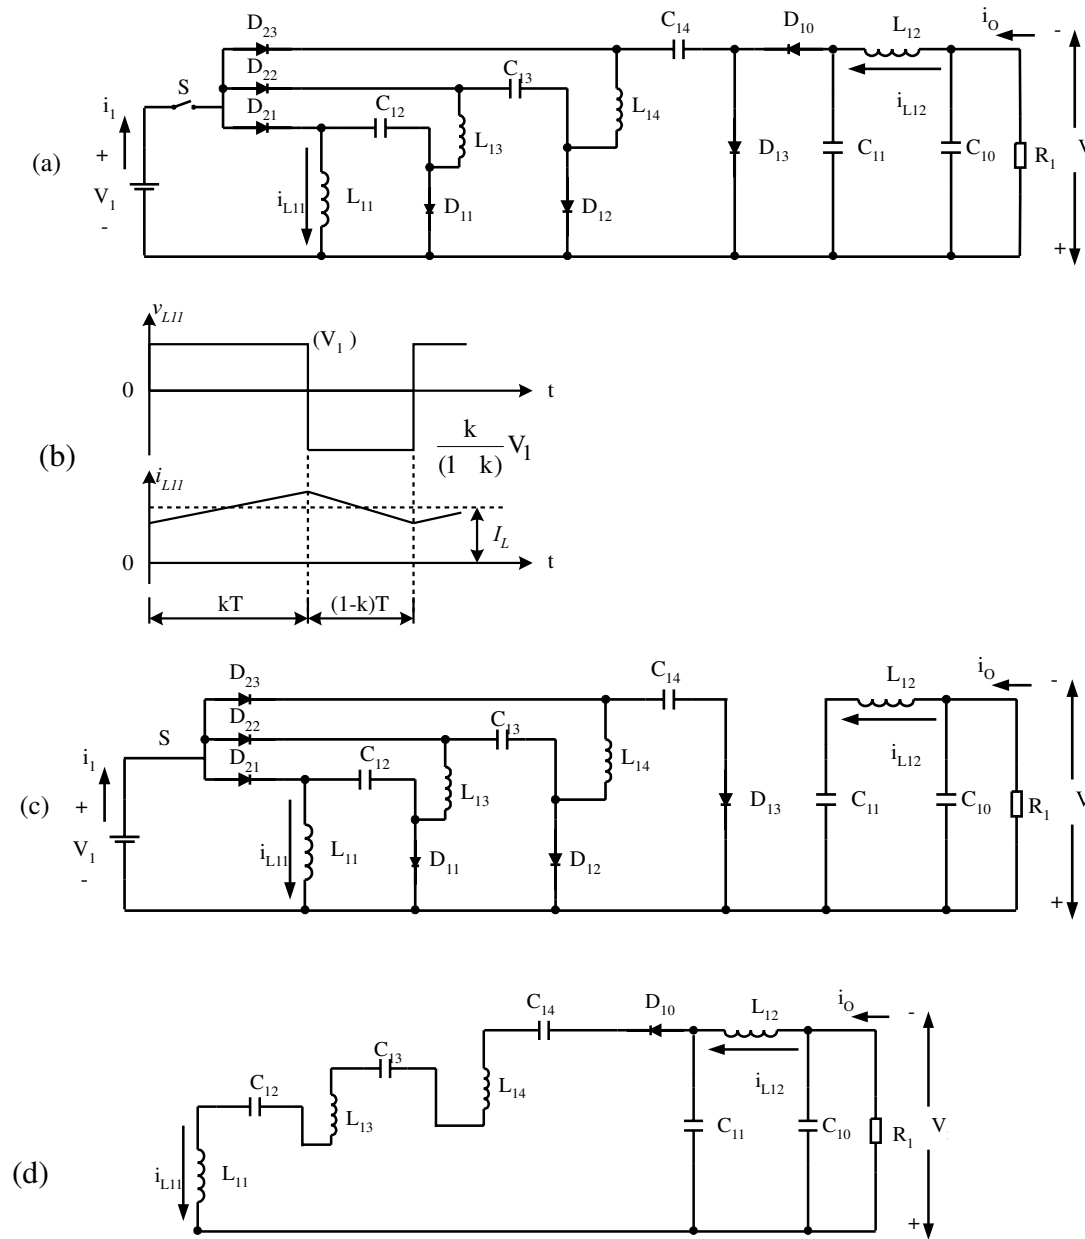 (a)
D23
D22
D21
S
i1
+
V1
-
iL11
L11
C12
L13
D11
C13
D12
L14
C14
D13
D10
C11
L12
iL12
C10
iO
R1
-
V
+
(b)
vL11
(V1 )
0
t
k
(1 k) V1
iL11
IL
0
t
kT
(1-k)T
(c)
D23
D22
D21
S
i1
+
V1
-
iL11
L11
C12
L13
D11
C13
D12
L14
C14
D13
C11
L12
iL12
C10
iO
R1
-
V
+
(d)
iL11
L11
C12
L13
C13
L14
C14
D10
C11
L12
iL12
C10
iO
R1
-
V
+